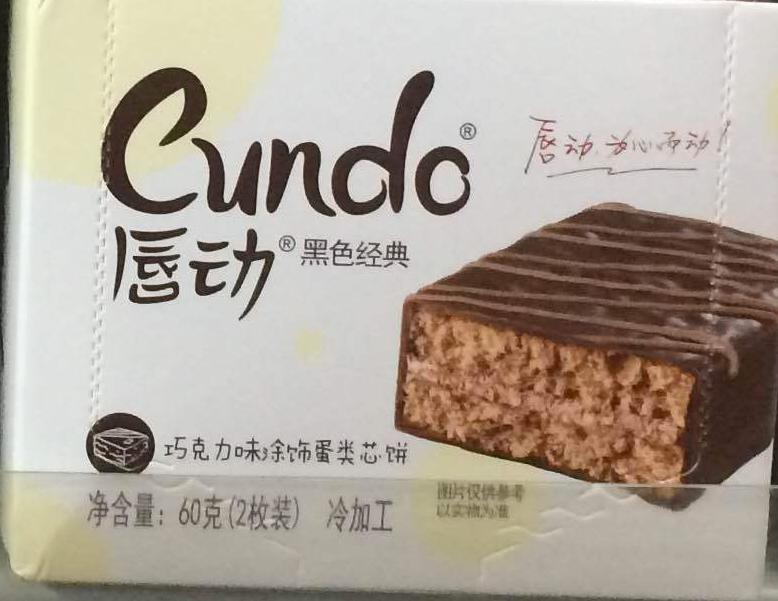 Cundo®
唇动,为心而动!
唇动®黑色经典
巧克力味涂饰蛋类芯饼
净含量：60克(2枚装) 冷加工
图片仅供参考
以实物为准